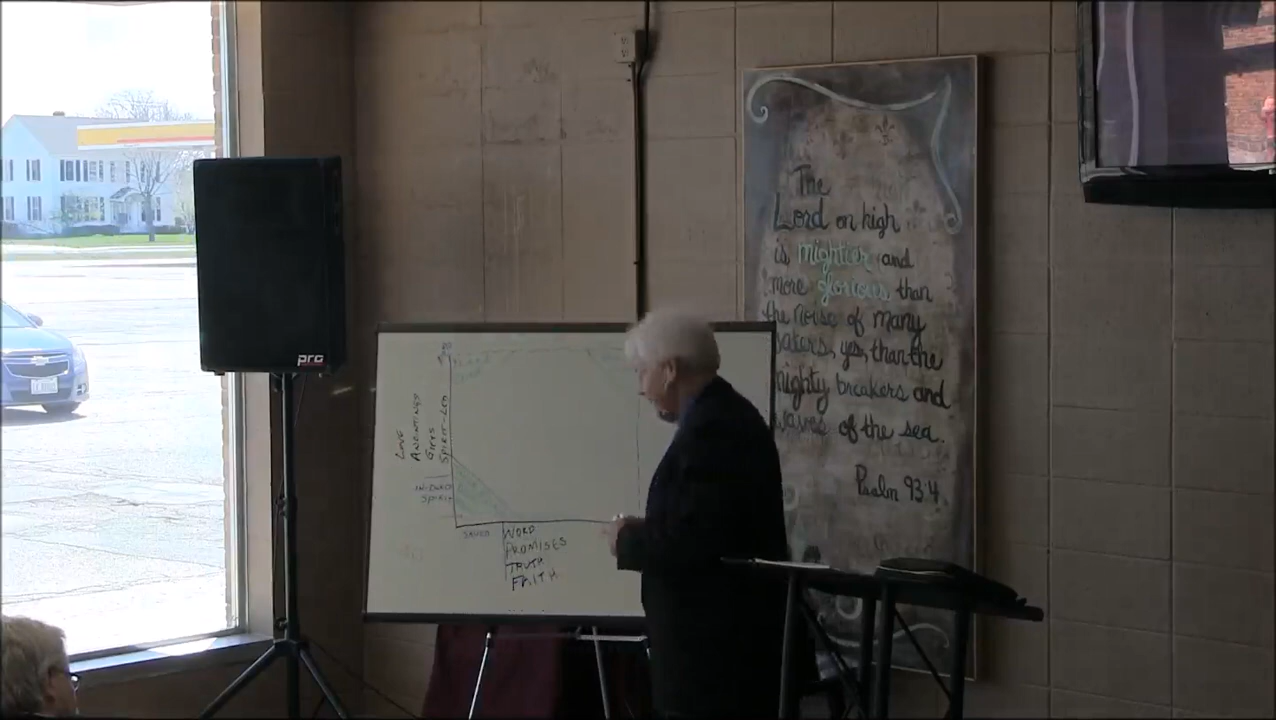 pro
The
Lord on high
is mightier and
more glorious than
the noise of many
waters, yes, than the
mighty breakers and
waves of the sea.
Psalm 93:4
LOVE
ANOINTINGS
GIFTS
SPIRIT-LED
INDWELT
SPIRIT
SAVED
WORD
PROMISES
TRUTH
FAITH